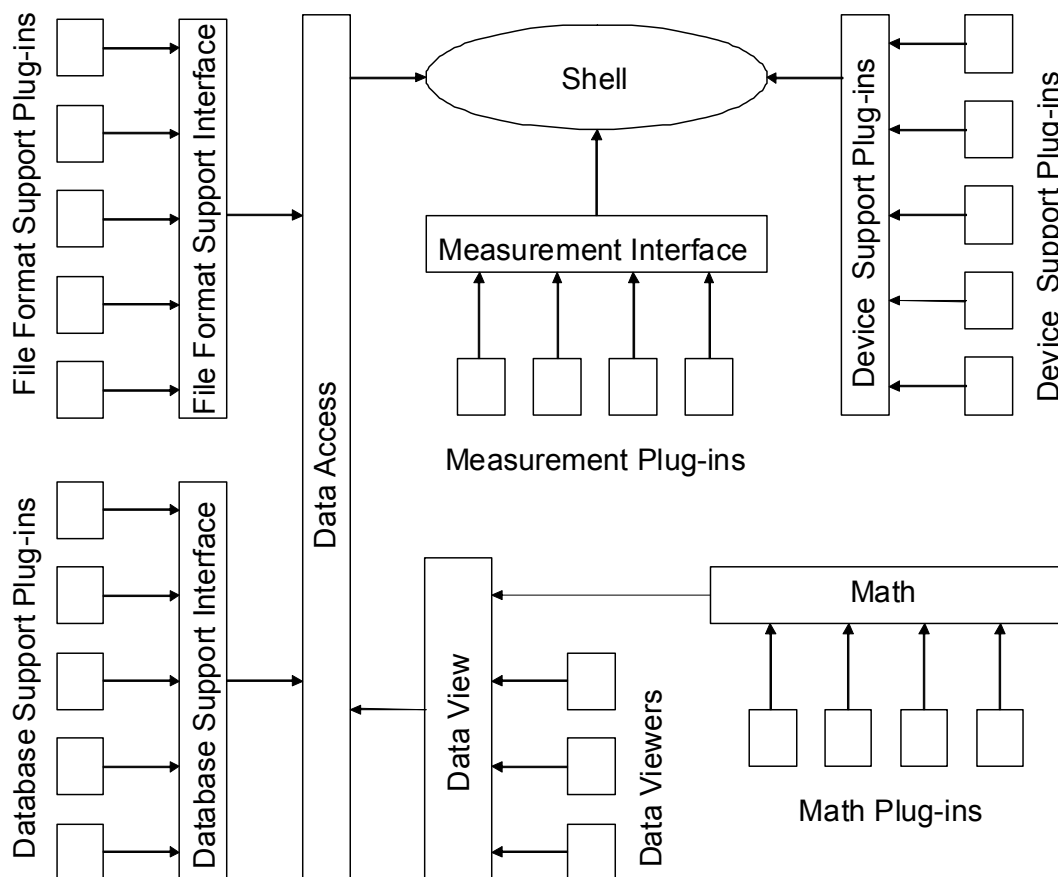 File Format Support Plug-ins
File Format Support Interface
Shell
Device Support Plug-ins
Device Support Plug-ins
Measurement Interface
Measurement Plug-ins
Data Access
Database Support Plug-ins
Database Support Interface
Data View
Data Viewers
Math
Math Plug-ins